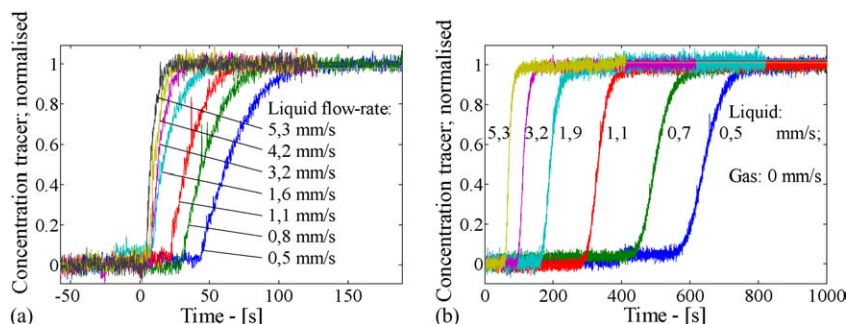 (a)
Concentration tracer; normalised
1
0.8
0.6
0.4
0.2
0
-50 0 50 100 150
Time - [s]
Liquid flow-rate:
5,3 mm/s
4,2 mm/s
3,2 mm/s
1,6 mm/s
1,1 mm/s
0,8 mm/s
0,5 mm/s
(b)
Concentration tracer; normalised
1
0.8
0.6
0.4
0.2
0
0 200 400 600 800 1000
Time - [s]
5,3 3,2 1,9 1,1 0,7 0,5
Liquid:
mm/s;
Gas: 0 mm/s